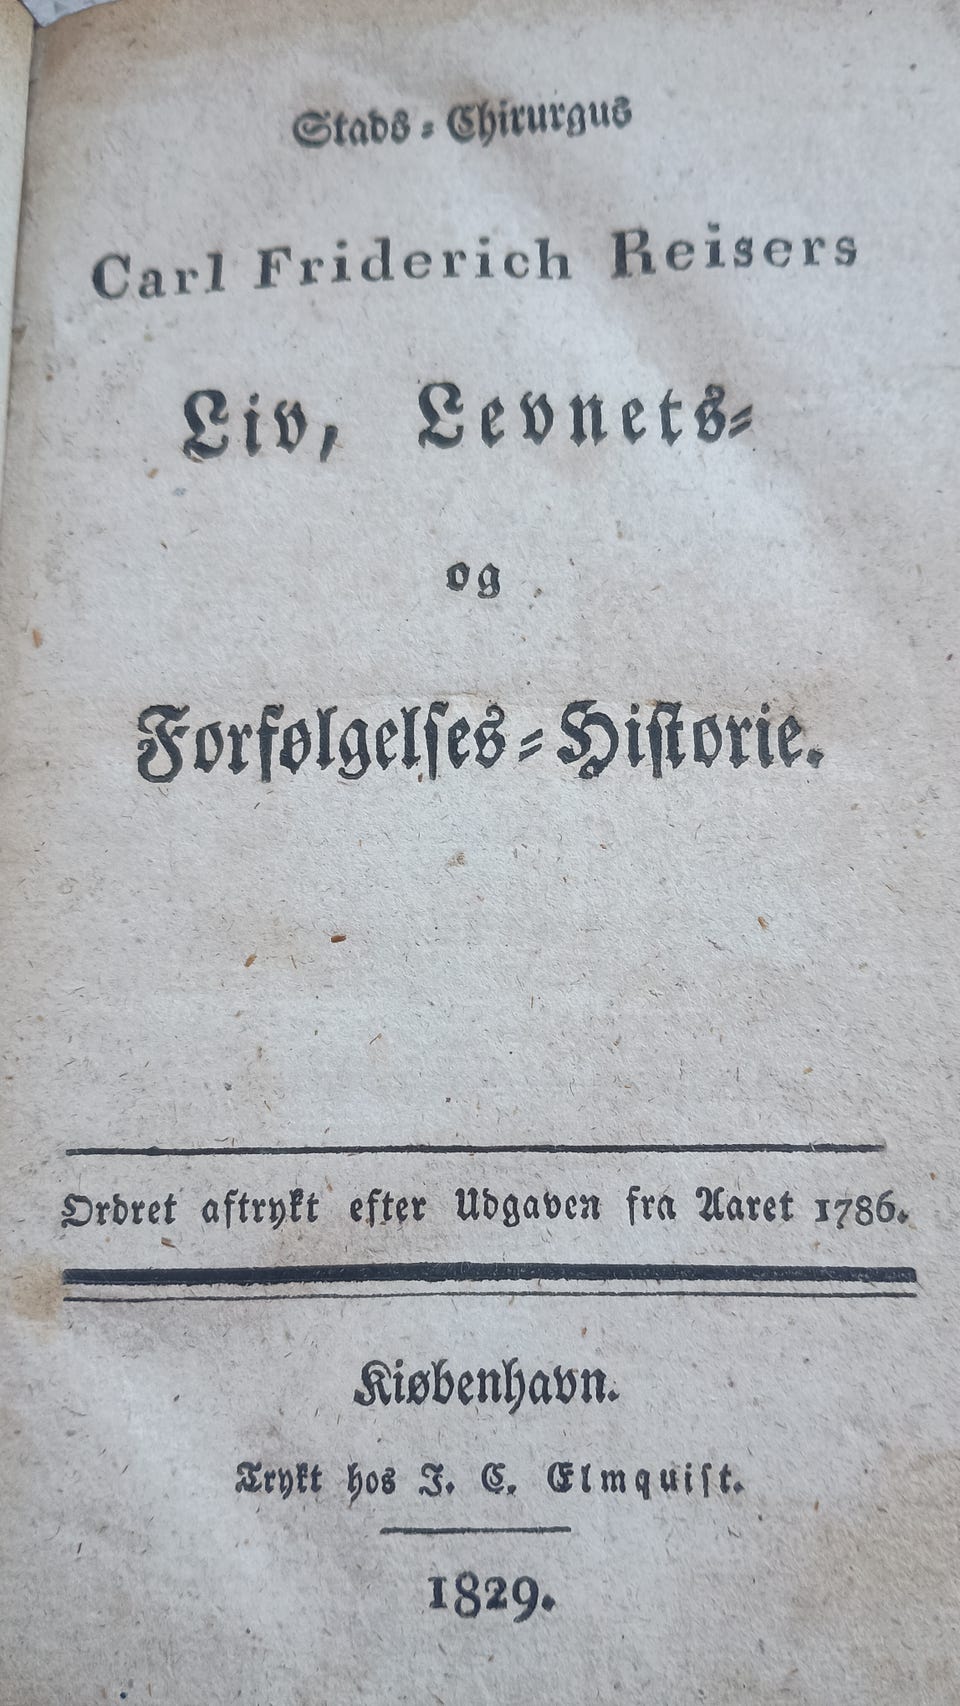 Stads-Chirurgus
Carl Friderich Reisers
Liv, Levnets-
og
Forfølgelses-Historie.
Ordret aftrykt efter Udgaven fra Aaret 1786.
Kiøbenhavn.
Trykt hos J. C. Elmquist.
1829.